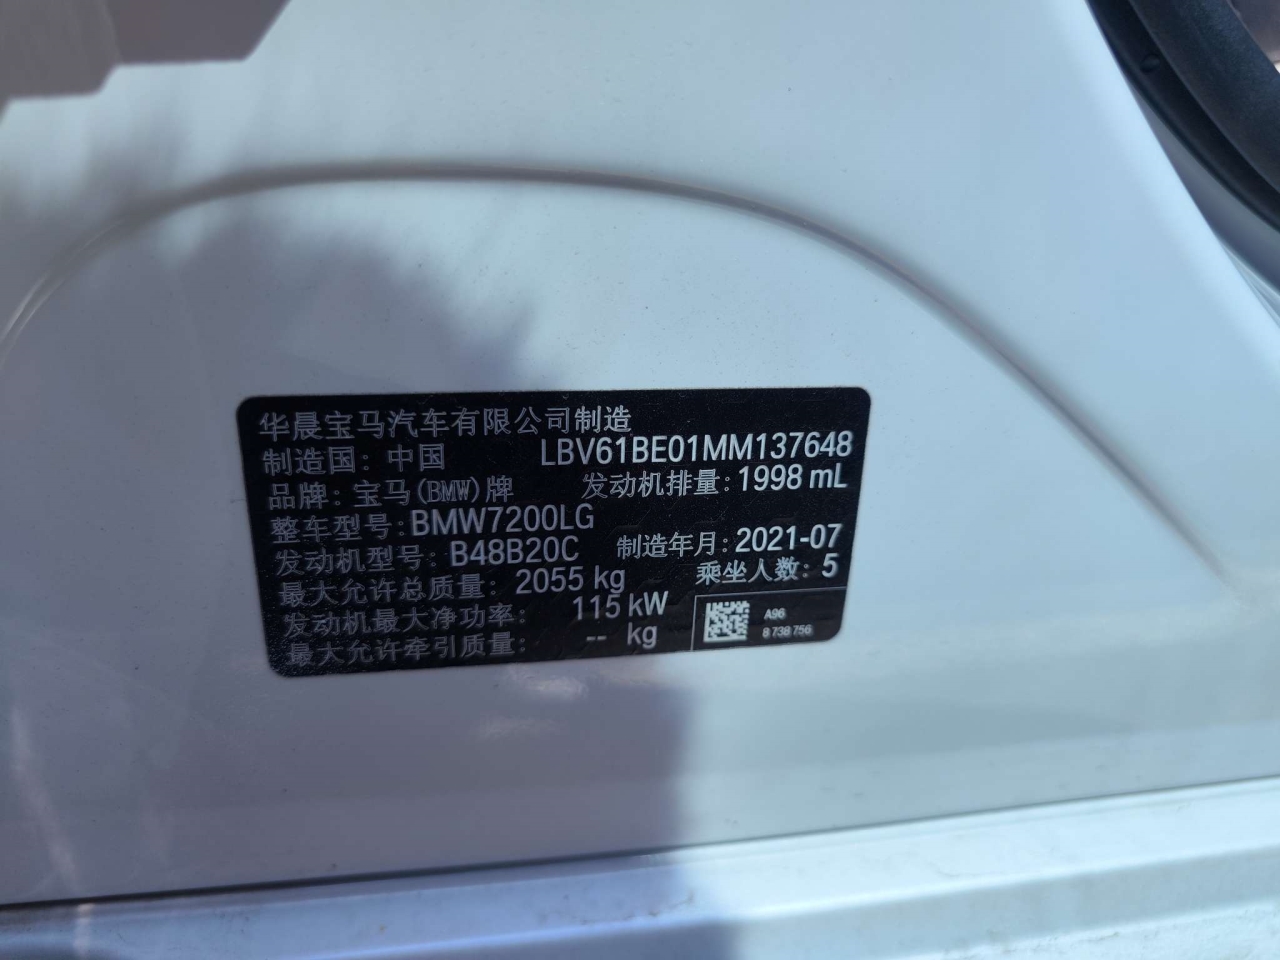 华晨宝马汽车有限公司制造
制造国: 中国 LBV61BE01MM137648
品牌: 宝马(BMW)牌 发动机排量: 1998 mL
整车型号: BMW7200LG
发动机型号: B48B20C 制造年月: 2021-07
最大允许总质量: 2055 kg 乘坐人数: 5
发动机最大净功率: 115 kW
最大允许牵引质量: -- kg
A96
8 738 756